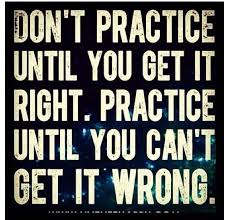 DON'T PRACTICE
UNTIL YOU GET IT
RIGHT. PRACTICE
UNTIL YOU CAN'T
GET IT WRONG.